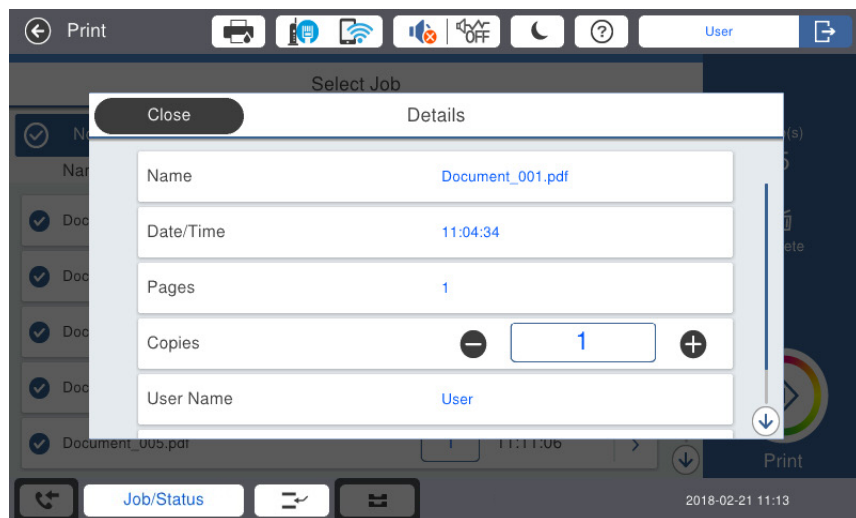 Print
OFF
User
Select Job
Close
Details
Name
Document_001.pdf
Date/Time
11:04:34
Pages
1
Copies
1
User Name
User
Document_005.pdf
1
11:11:06
Print
Job/Status
2018-02-21 11:13